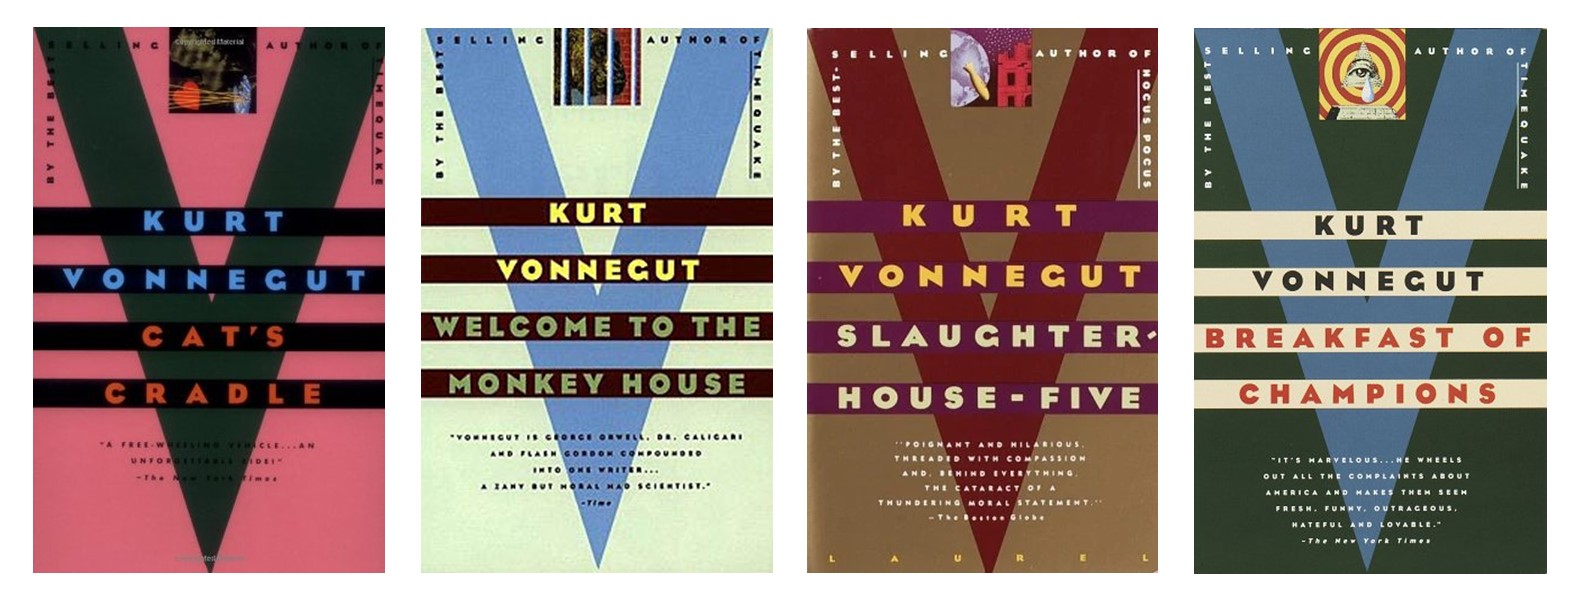 BY THE BEST
SELLING
AUTHOR OF
TIMEQUAKE
Copyrighted Material
KURT
VONNEGUT
CAT'S
CRADLE
"A FREE-WHEELING VEHICLE...AN
UNFORGETTABLE RIDE!"
-The New York Times
Copyrighted Material
BY THE BEST
SELLING
AUTHOR OF
TIMEQUAKE
KURT
VONNEGUT
WELCOME TO THE
MONKEY HOUSE
"VONNEGUT IS GEORGE ORWELL, DR. CALIGARI
AND FLASH GORDON COMPOUNDED
INTO ONE WRITER...
A ZANY BUT MORAL MAD SCIENTIST."
-Time
BY THE BEST-
SELLING
AUTHOR OF
HOCUS POCUS
KURT
VONNEGUT
SLAUGHTER-
HOUSE-FIVE
"POIGNANT AND HILARIOUS,
THREADED WITH COMPASSION
AND, BEHIND EVERYTHING,
THE CATARACT OF A
THUNDERING MORAL STATEMENT."
-The Boston Globe
LAUREL
BY THE BEST
SELLING
AUTHOR OF
TIMEQUAKE
KURT
VONNEGUT
BREAKFAST OF
CHAMPIONS
"IT'S MARVELOUS...HE WHEELS
OUT ALL THE COMPLAINTS ABOUT
AMERICA AND MAKES THEM SEEM
FRESH, FUNNY, OUTRAGEOUS,
HATEFUL AND LOVABLE."
-The New York Times